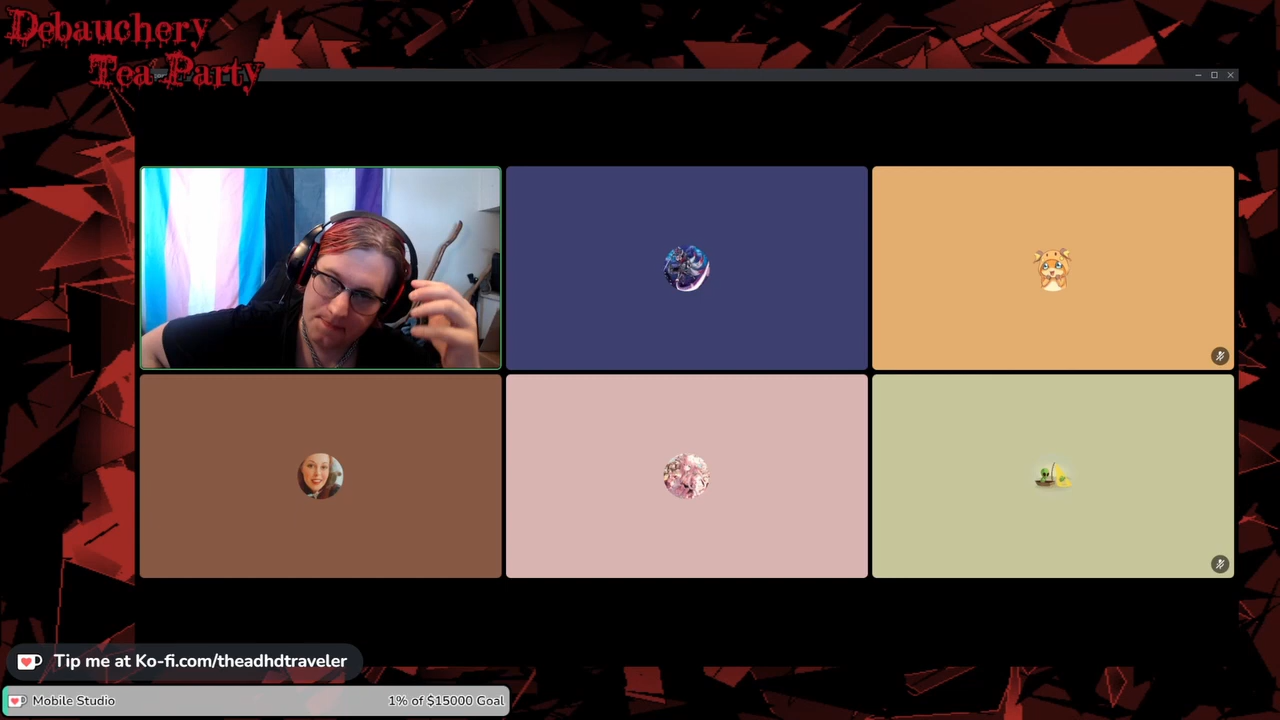 Debauchery
Tea Party
Tip me at Ko-fi.com/theadhdtraveler
Mobile Studio
1% of $15000 Goal